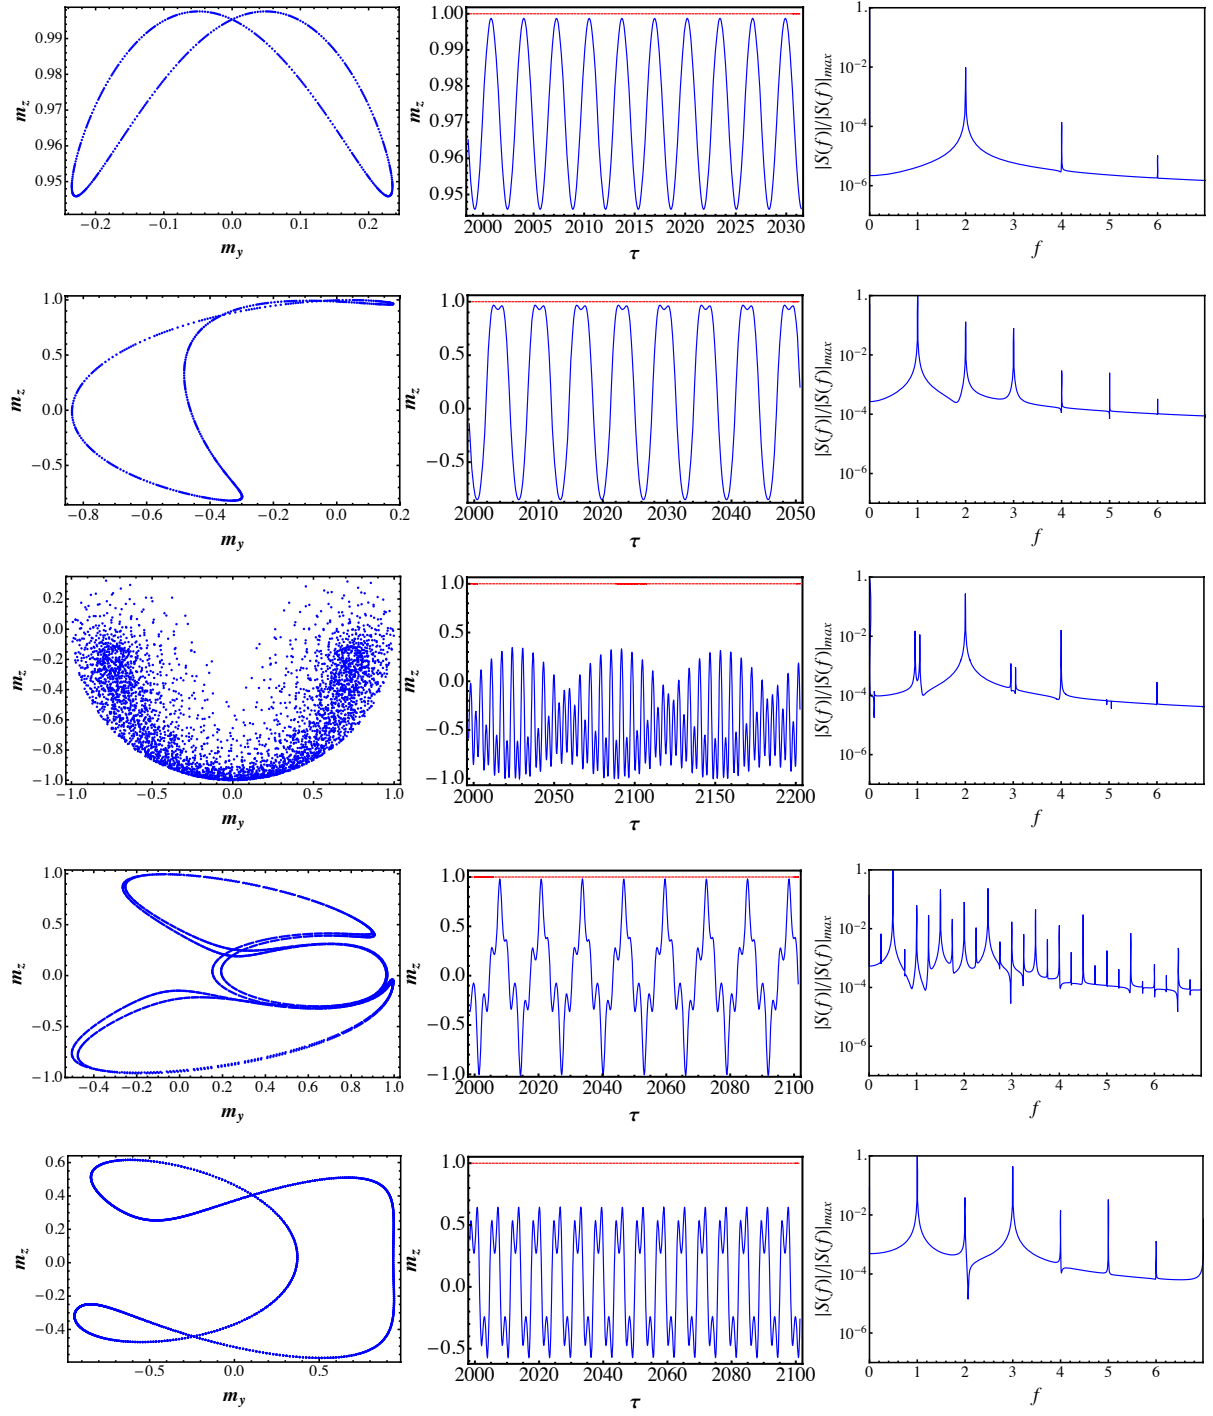 0.99
0.98
0.97
0.96
0.95
m_z
−0.2 −0.1 0.0 0.1 0.2
m_y
1.00
0.99
0.98
0.97
0.96
0.95
m_z
2000 2005 2010 2015 2020 2025 2030
τ
1.
10^{-2}
10^{-4}
10^{-6}
|S(f)|/|S(f)|_{max}
0 1 2 3 4 5 6
f
1.0
0.5
0.0
−0.5
m_z
−0.8 −0.6 −0.4 −0.2 0.0 0.2
m_y
1.0
0.5
0.0
−0.5
m_z
2000 2010 2020 2030 2040 2050
τ
1.
10^{-2}
10^{-4}
10^{-6}
|S(f)|/|S(f)|_{max}
0 1 2 3 4 5 6
f
0.2
0.0
−0.2
−0.4
−0.6
−0.8
−1.0
m_z
−1.0 −0.5 0.0 0.5 1.0
m_y
1.0
0.5
0.0
−0.5
−1.0
m_z
2000 2050 2100 2150 2200
τ
1.
10^{-2}
10^{-4}
10^{-6}
|S(f)|/|S(f)|_{max}
0 1 2 3 4 5 6
f
1.0
0.5
0.0
−0.5
−1.0
m_z
−0.4 −0.2 0.0 0.2 0.4 0.6 0.8 1.0
m_y
1.0
0.5
0.0
−0.5
−1.0
m_z
2000 2020 2040 2060 2080 2100
τ
1.
10^{-2}
10^{-4}
10^{-6}
|S(f)|/|S(f)|_{max}
0 1 2 3 4 5 6
f
0.6
0.4
0.2
0.0
−0.2
−0.4
m_z
−0.5 0.0 0.5
m_y
1.0
0.5
0.0
−0.5
m_z
2000 2020 2040 2060 2080 2100
τ
1.
10^{-2}
10^{-4}
10^{-6}
|S(f)|/|S(f)|_{max}
0 1 2 3 4 5 6
f